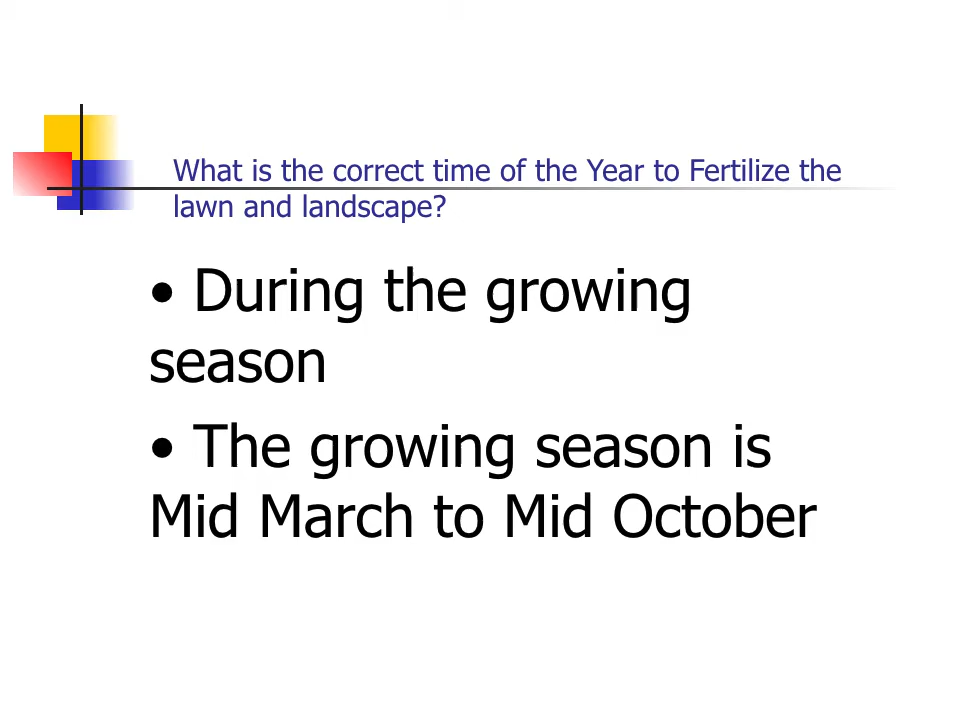 What is the correct time of the Year to Fertilize the
lawn and landscape?
• During the growing
season
• The growing season is
Mid March to Mid October